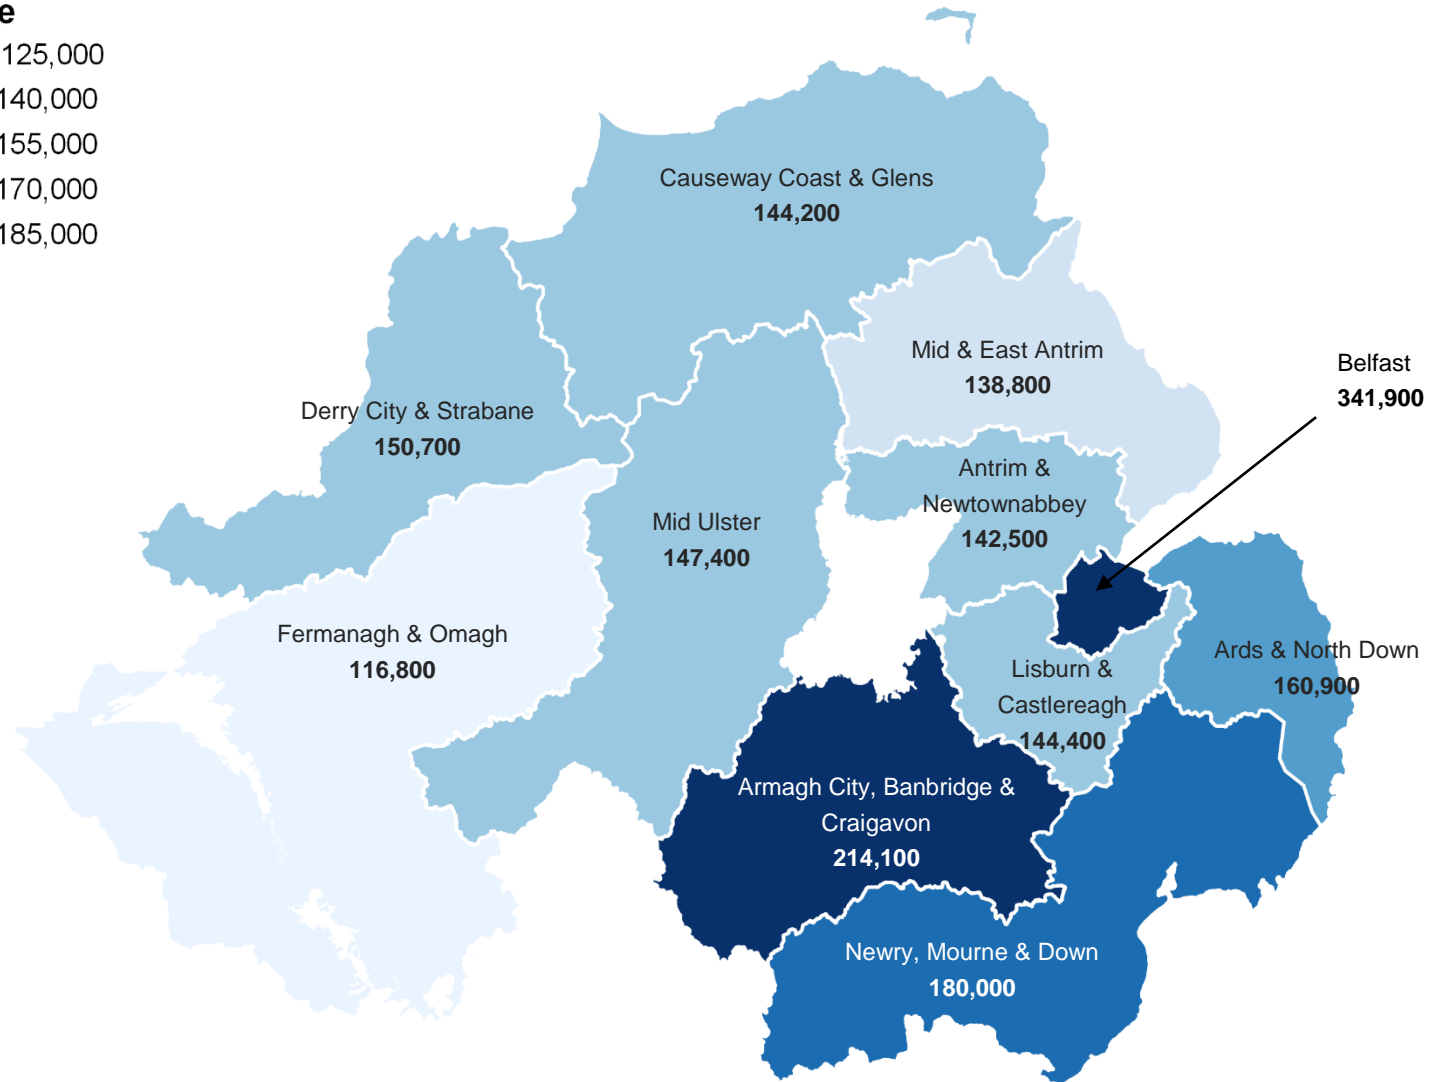 e
125,000
140,000
155,000
170,000
185,000
Causeway Coast & Glens
144,200
Mid & East Antrim
138,800
Belfast
341,900
Derry City & Strabane
150,700
Antrim &
Newtownabbey
142,500
Mid Ulster
147,400
Fermanagh & Omagh
116,800
Ards & North Down
160,900
Lisburn &
Castlereagh
144,400
Armagh City, Banbridge &
Craigavon
214,100
Newry, Mourne & Down
180,000